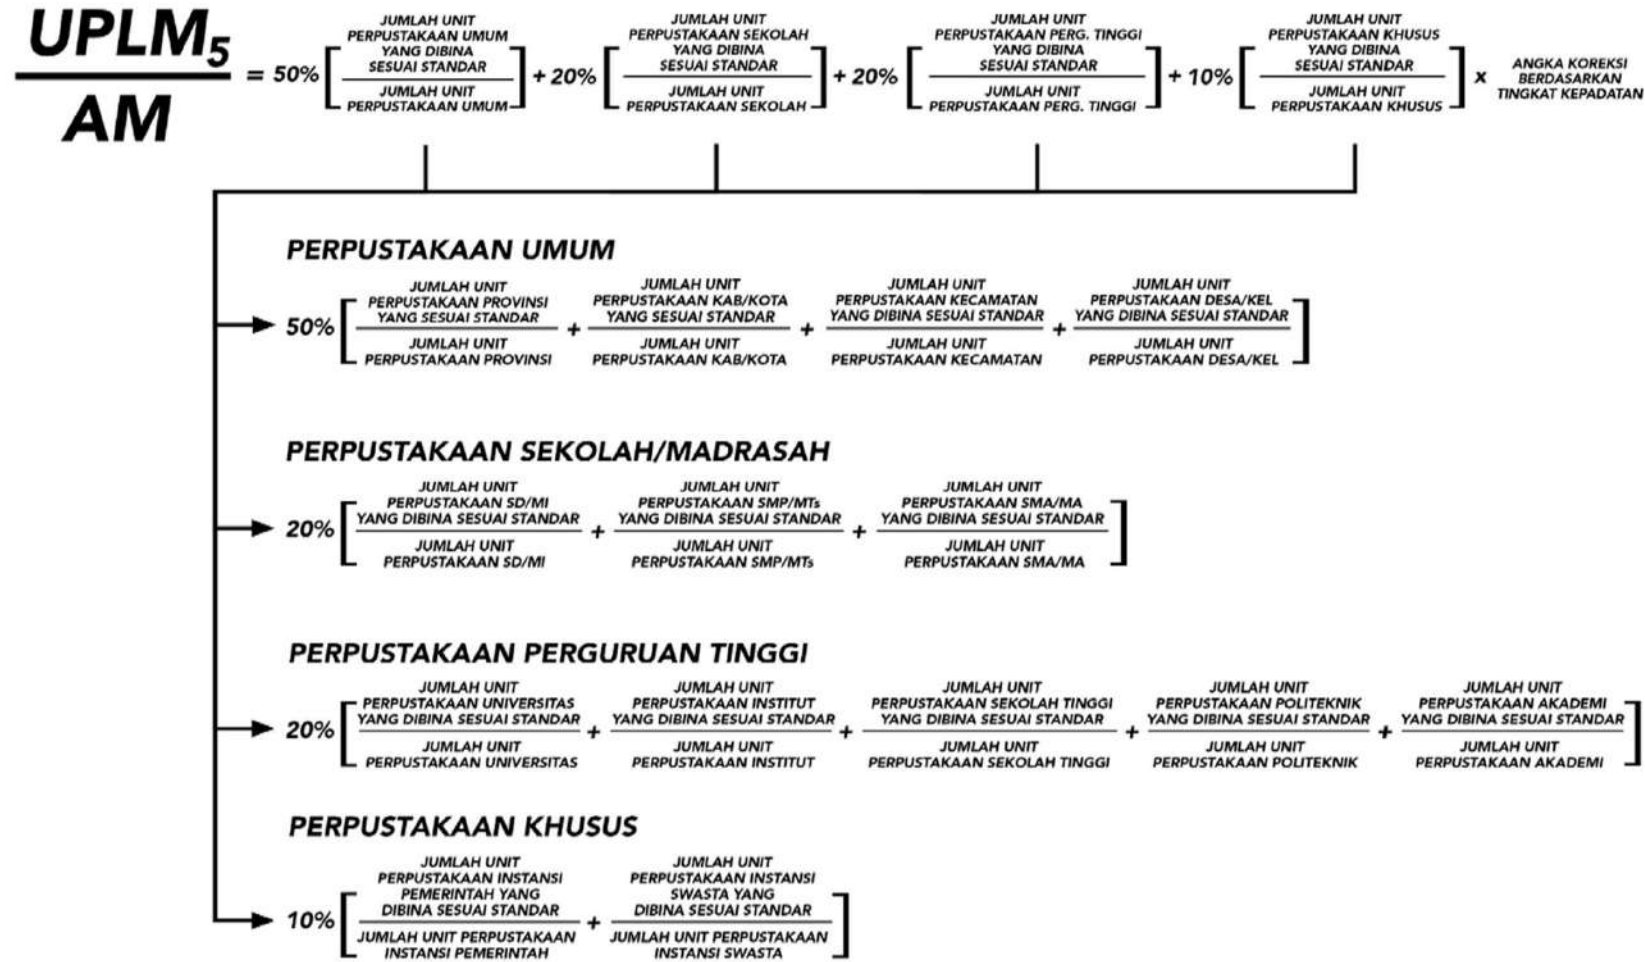 UPLM5
AM
= 50% [ JUMLAH UNIT
PERPUSTAKAAN UMUM
YANG DIBINA
SESUAI STANDAR
JUMLAH UNIT
PERPUSTAKAAN UMUM ]
+ 20% [ JUMLAH UNIT
PERPUSTAKAAN SEKOLAH
YANG DIBINA
SESUAI STANDAR
JUMLAH UNIT
PERPUSTAKAAN SEKOLAH ]
+ 20% [ JUMLAH UNIT
PERPUSTAKAAN PERG. TINGGI
YANG DIBINA
SESUAI STANDAR
JUMLAH UNIT
PERPUSTAKAAN PERG. TINGGI ]
+ 10% [ JUMLAH UNIT
PERPUSTAKAAN KHUSUS
YANG DIBINA
SESUAI STANDAR
JUMLAH UNIT
PERPUSTAKAAN KHUSUS ]
x ANGKA KOREKSI
BERDASARKAN
TINGKAT KEPADATAN
PERPUSTAKAAN UMUM
50% [ JUMLAH UNIT
PERPUSTAKAAN PROVINSI
YANG SESUAI STANDAR
JUMLAH UNIT
PERPUSTAKAAN PROVINSI
+ JUMLAH UNIT
PERPUSTAKAAN KAB/KOTA
YANG SESUAI STANDAR
JUMLAH UNIT
PERPUSTAKAAN KAB/KOTA
+ JUMLAH UNIT
PERPUSTAKAAN KECAMATAN
YANG DIBINA SESUAI STANDAR
JUMLAH UNIT
PERPUSTAKAAN KECAMATAN
+ JUMLAH UNIT
PERPUSTAKAAN DESA/KEL
YANG DIBINA SESUAI STANDAR
JUMLAH UNIT
PERPUSTAKAAN DESA/KEL ]
PERPUSTAKAAN SEKOLAH/MADRASAH
20% [ JUMLAH UNIT
PERPUSTAKAAN SD/MI
YANG DIBINA SESUAI STANDAR
JUMLAH UNIT
PERPUSTAKAAN SD/MI
+ JUMLAH UNIT
PERPUSTAKAAN SMP/MTs
YANG DIBINA SESUAI STANDAR
JUMLAH UNIT
PERPUSTAKAAN SMP/MTs
+ JUMLAH UNIT
PERPUSTAKAAN SMA/MA
YANG DIBINA SESUAI STANDAR
JUMLAH UNIT
PERPUSTAKAAN SMA/MA ]
PERPUSTAKAAN PERGURUAN TINGGI
20% [ JUMLAH UNIT
PERPUSTAKAAN UNIVERSITAS
YANG DIBINA SESUAI STANDAR
JUMLAH UNIT
PERPUSTAKAAN UNIVERSITAS
+ JUMLAH UNIT
PERPUSTAKAAN INSTITUT
YANG DIBINA SESUAI STANDAR
JUMLAH UNIT
PERPUSTAKAAN INSTITUT
+ JUMLAH UNIT
PERPUSTAKAAN SEKOLAH TINGGI
YANG DIBINA SESUAI STANDAR
JUMLAH UNIT
PERPUSTAKAAN SEKOLAH TINGGI
+ JUMLAH UNIT
PERPUSTAKAAN POLITEKNIK
YANG DIBINA SESUAI STANDAR
JUMLAH UNIT
PERPUSTAKAAN POLITEKNIK
+ JUMLAH UNIT
PERPUSTAKAAN AKADEMI
YANG DIBINA SESUAI STANDAR
JUMLAH UNIT
PERPUSTAKAAN AKADEMI ]
PERPUSTAKAAN KHUSUS
10% [ JUMLAH UNIT
PERPUSTAKAAN INSTANSI
PEMERINTAH YANG
DIBINA SESUAI STANDAR
JUMLAH UNIT PERPUSTAKAAN
INSTANSI PEMERINTAH
+ JUMLAH UNIT
PERPUSTAKAAN INSTANSI
SWASTA YANG
DIBINA SESUAI STANDAR
JUMLAH UNIT PERPUSTAKAAN
INSTANSI SWASTA ]